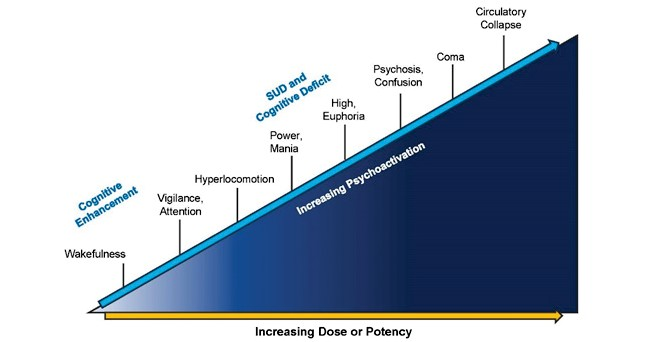 Circulatory
Collapse
Coma
Psychosis,
Confusion
SUD and
Cognitive Deficit
High,
Euphoria
Power,
Mania
Hyperlocomotion
Cognitive
Enhancement
Vigilance,
Attention
Wakefulness
Increasing Psychoactivation
Increasing Dose or Potency